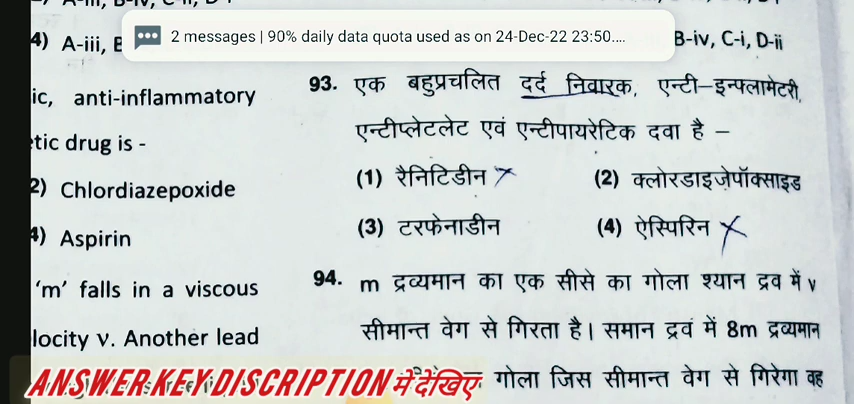 4) A-iii, B
2 messages | 90% daily data quota used as on 24-Dec-22 23:50....
B-iv, C-i, D-ii
ic, anti-inflammatory
etic drug is -
2) Chlordiazepoxide
4) Aspirin
'm' falls in a viscous
locity v. Another lead
93. एक बहुप्रचलित दर्द निवारक, एन्टी–इन्फ्लामेटरी,
एन्टीप्लेटलेट एवं एन्टीपायरेटिक दवा है –
(1) रैनिटिडीन (2) क्लोरडाइजेपॉक्साइड
(3) टरफेनाडीन (4) ऐस्पिरिन
94. m द्रव्यमान का एक सीसे का गोला श्यान द्रव में v
सीमान्त वेग से गिरता है। समान द्रव में 8m द्रव्यमान
गोला जिस सीमान्त वेग से गिरेगा वह
ANSWER KEY DISCRIPTION में देखिए